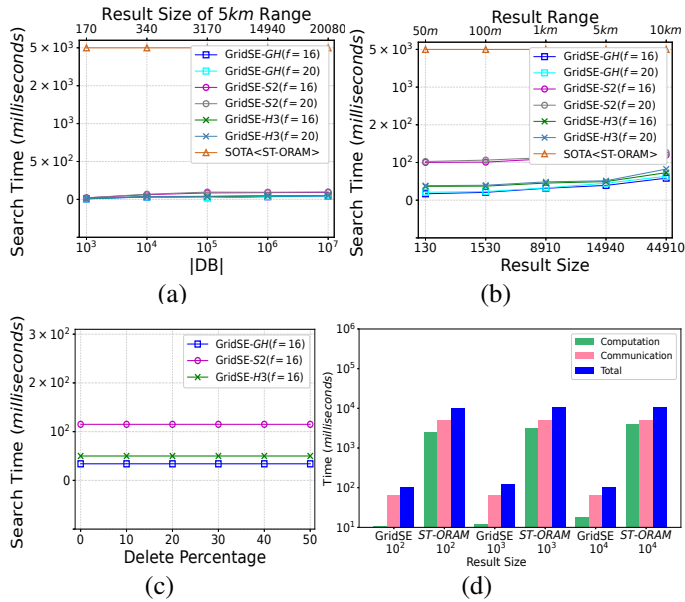 Result Size of 5km Range
170 340 3170 14940 20080
5 × 10³
2 × 10³
10³
5 × 10²
0
Search Time (milliseconds)
GridSE-GH(f = 16)
GridSE-GH(f = 20)
GridSE-S2(f = 16)
GridSE-S2(f = 20)
GridSE-H3(f = 16)
GridSE-H3(f = 20)
SOTA<ST-ORAM>
10³ 10⁴ 10⁵ 10⁶ 10⁷
|DB|
(a)
Result Range
50m 100m 1km 5km 10km
5 × 10³
2 × 10²
10²
0
Search Time (milliseconds)
GridSE-GH(f = 16)
GridSE-GH(f = 20)
GridSE-S2(f = 16)
GridSE-S2(f = 20)
GridSE-H3(f = 16)
GridSE-H3(f = 20)
SOTA<ST-ORAM>
130 1530 8910 14940 44910
Result Size
(b)
3 × 10²
2 × 10²
10²
0
Search Time (milliseconds)
GridSE-GH(f = 16)
GridSE-S2(f = 16)
GridSE-H3(f = 16)
0 10 20 30 40 50
Delete Percentage
(c)
10⁶
10⁵
10⁴
10³
10²
10¹
Time (milliseconds)
Computation
Communication
Total
GridSE ST-ORAM GridSE ST-ORAM GridSE ST-ORAM
10² 10² 10³ 10³ 10⁴ 10⁴
Result Size
(d)